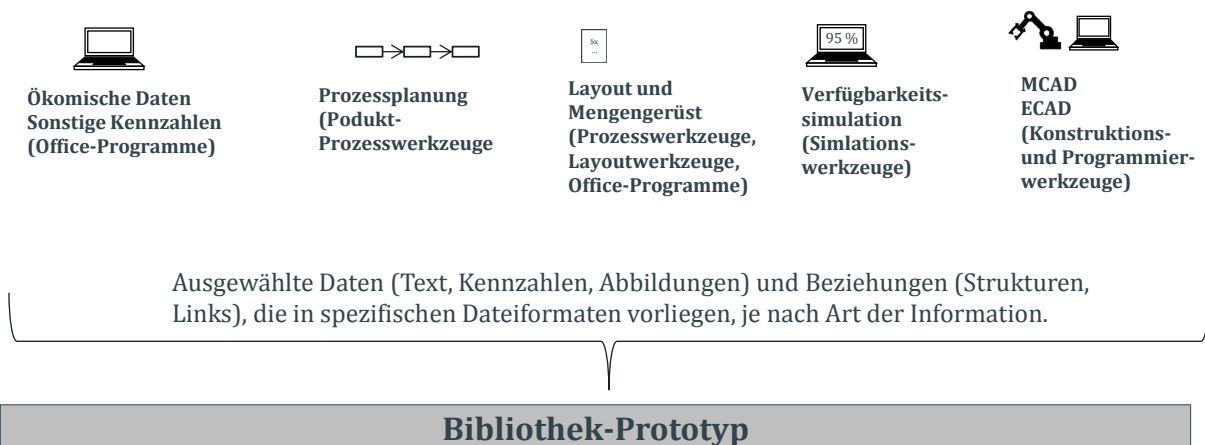 Ökomische Daten
Sonstige Kennzahlen
(Office-Programme)
Prozessplanung
(Podukt-
Prozesswerkzeuge
5x
...
Layout und
Mengengerüst
(Prozesswerkzeuge,
Layoutwerkzeuge,
Office-Programme)
95 %
Verfügbarkeits-
simulation
(Simlations-
werkzeuge)
MCAD
ECAD
(Konstruktions-
und Programmier-
werkzeuge)
Ausgewählte Daten (Text, Kennzahlen, Abbildungen) und Beziehungen (Strukturen,
Links), die in spezifischen Dateiformaten vorliegen, je nach Art der Information.
Bibliothek-Prototyp